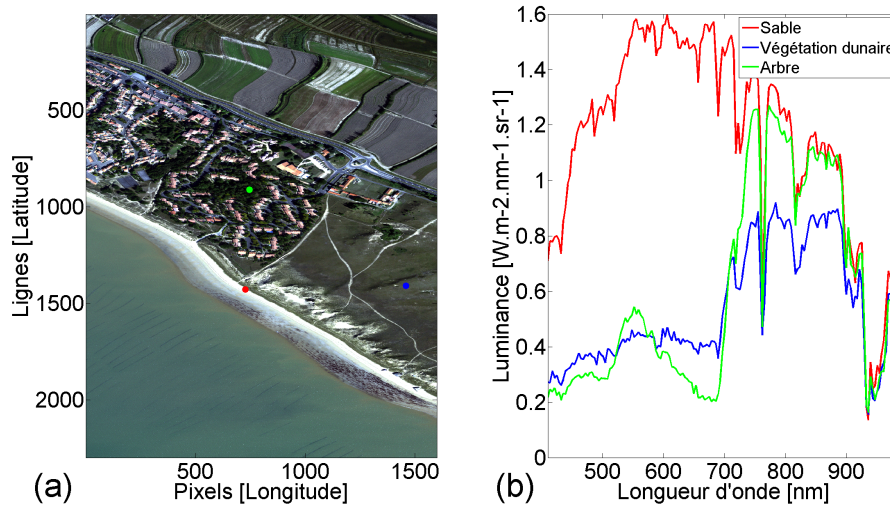 500
1000
1500
2000
Lignes [Latitude]
500
1000
1500
Pixels [Longitude]
(a)
1.6
1.4
1.2
1
0.8
0.6
0.4
0.2
0
Luminance [W.m-2.nm-1.sr-1]
Sable
Végétation dunaire
Arbre
500
600
700
800
900
Longueur d'onde [nm]
(b)